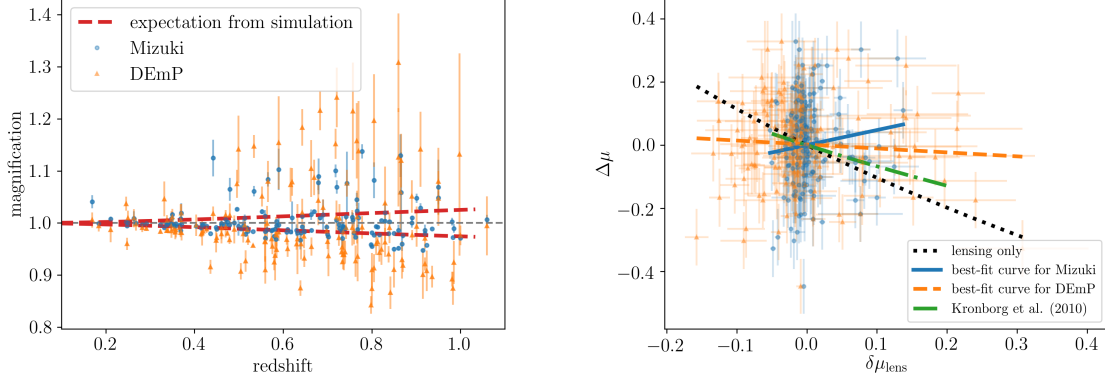 1.4
1.3
1.2
1.1
1.0
0.9
0.8
magnification
expectation from simulation
Mizuki
DEmP
0.2 0.4 0.6 0.8 1.0
redshift
0.4
0.2
0.0
−0.2
−0.4
Δμ
lensing only
best-fit curve for Mizuki
best-fit curve for DEmP
Kronborg et al. (2010)
−0.2 −0.1 0.0 0.1 0.2 0.3 0.4
δμ_lens